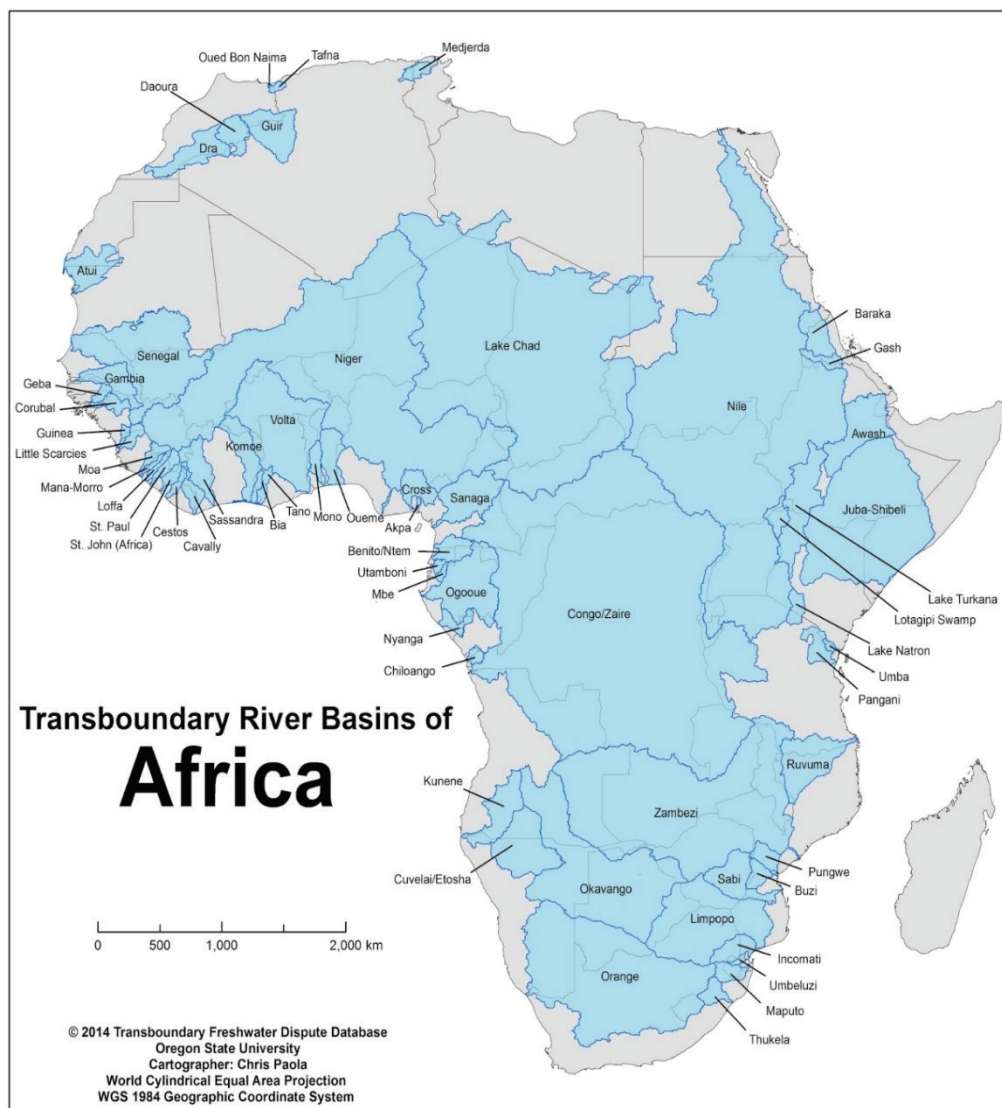 Oued Bon Naima
Tafna
Medjerda
Daoura
Guir
Dra
Atui
Senegal
Gambia
Geba
Corubal
Guinea
Little Scarcies
Moa
Mana-Morro
Loffa
St. Paul
St. John (Africa)
Cestos
Cavally
Sassandra
Komoe
Bia
Tano
Volta
Mono
Oueme
Niger
Lake Chad
Cross
Akpa
Sanaga
Nile
Baraka
Gash
Awash
Juba-Shibeli
Lake Turkana
Lotagipi Swamp
Lake Natron
Umba
Pangani
Benito/Ntem
Utamboni
Mbe
Ogooue
Nyanga
Chiloango
Congo/Zaire
Transboundary River Basins of
Africa
Ruvuma
Kunene
Zambezi
Cuvelai/Etosha
Okavango
Sabi
Pungwe
Buzi
Limpopo
Incomati
Orange
Umbeluzi
Maputo
Thukela
0 500 1,000 2,000 km
© 2014 Transboundary Freshwater Dispute Database
Oregon State University
Cartographer: Chris Paola
World Cylindrical Equal Area Projection
WGS 1984 Geographic Coordinate System